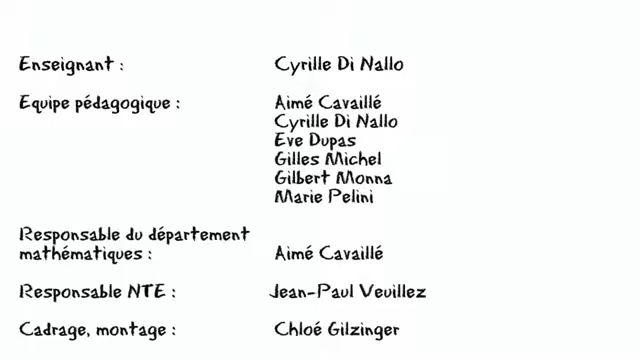 Enseignant : Cyrille Di Nallo
Equipe pédagogique : Aimé Cavaillé
Cyrille Di Nallo
Eve Dupas
Gilles Michel
Gilbert Monna
Marie Pelini
Responsable du département
mathématiques : Aimé Cavaillé
Responsable NTE : Jean-Paul Veuillez
Cadrage, montage : Chloé Gilzinger